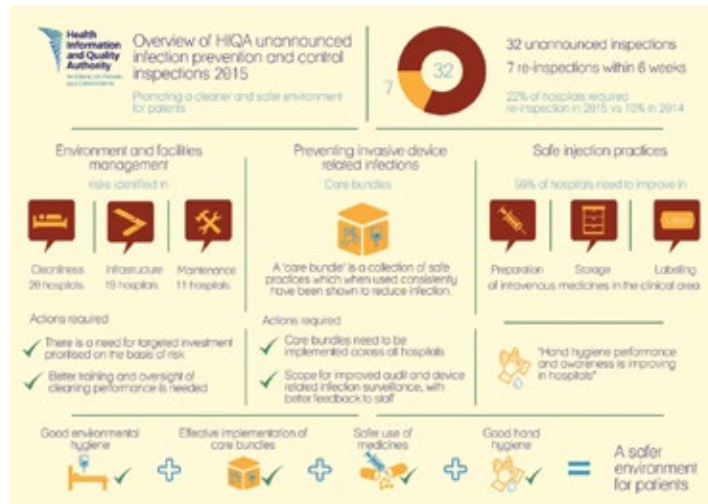 Health
Information
and Quality
Authority
Overview of HIQA unannounced
infection prevention and control
inspections 2015
Promoting a cleaner and safer environment
for patients
32
7
32 unannounced inspections
7 re-inspections within 6 weeks
22% of hospitals required
re-inspection in 2015 vs 10% in 2014
Environment and facilities
management
risks identified in
Cleanliness
26 hospitals
Infrastructure
19 hospitals
Maintenance
11 hospitals
Actions required
There is a need for targeted investment
prioritised on the basis of risk
Better training and oversight of
cleaning performance is needed
Preventing invasive device
related infections
Care bundles
A 'care bundle' is a collection of safe
practices which when used consistently
have been shown to reduce infection.
Actions required
Care bundles need to be
implemented across all hospitals
Scope for improved audit and device
related infection surveillance, with
better feedback to staff
Safe injection practices
59% of hospitals need to improve in
Preparation
Storage
Labelling
of intravenous medicines in the clinical area
"Hand hygiene performance
and awareness is improving
in hospitals"
Good environmental
hygiene
+
Effective implementation of
care bundles
+
Safer use of
medicines
+
Good hand
hygiene
=
A safer
environment
for patients